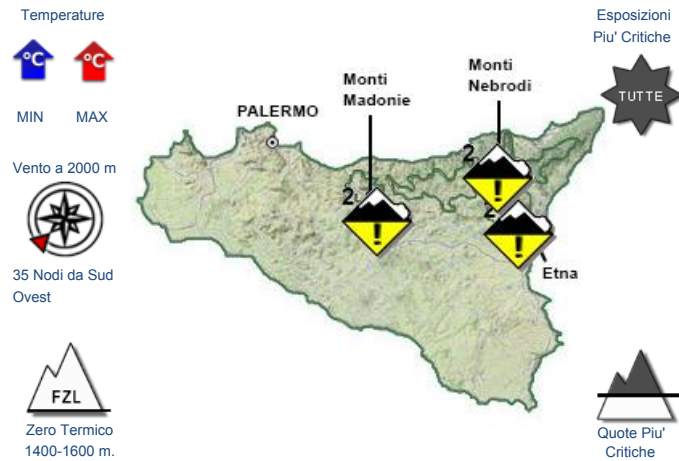 Temperature
°C
°C
MIN
MAX
Vento a 2000 m
35 Nodi da Sud
Ovest
FZL
Zero Termico
1400-1600 m.
PALERMO
Monti
Madonie
2
!
Monti
Nebrodi
2
!
2
!
Etna
Esposizioni
Piu' Critiche
TUTTE
Quote Piu'
Critiche